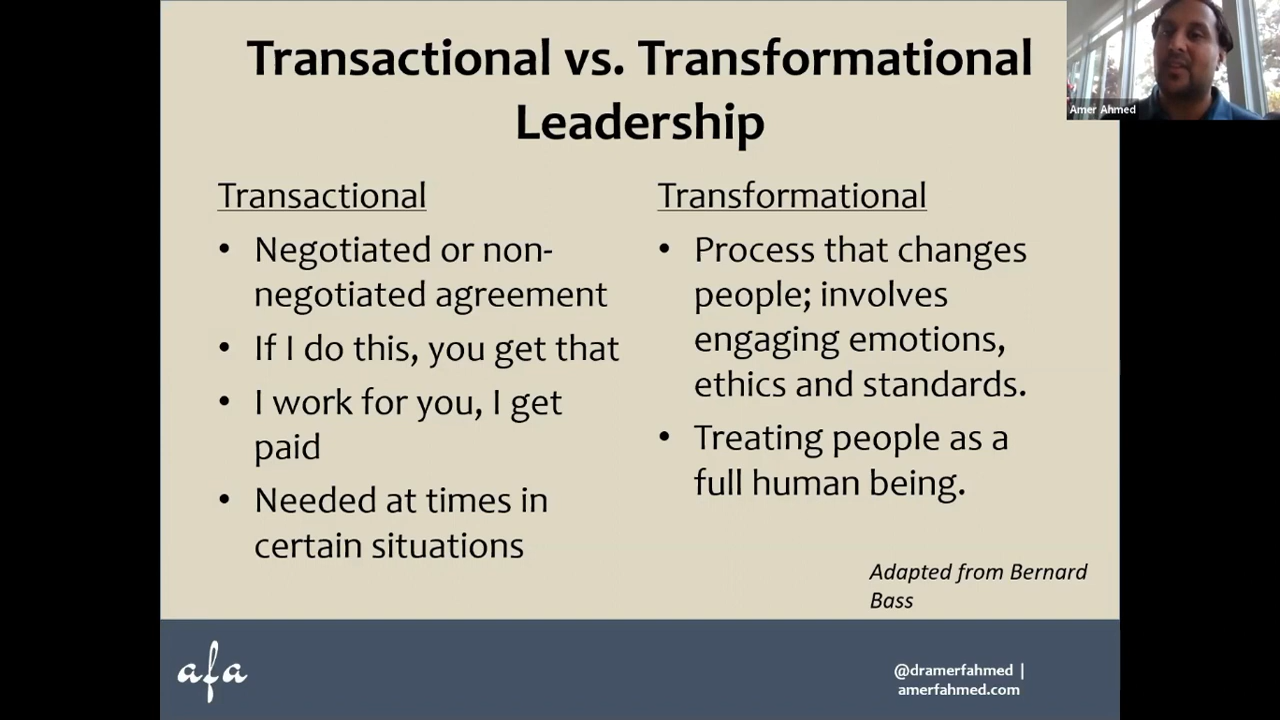 Transactional vs. Transformational
Leadership
Amer Ahmed
Transactional
• Negotiated or non-
negotiated agreement
• If I do this, you get that
• I work for you, I get
paid
• Needed at times in
certain situations
Transformational
• Process that changes
people; involves
engaging emotions,
ethics and standards.
• Treating people as a
full human being.
Adapted from Bernard
Bass
afa
@dramerfahmed |
amerfahmed.com